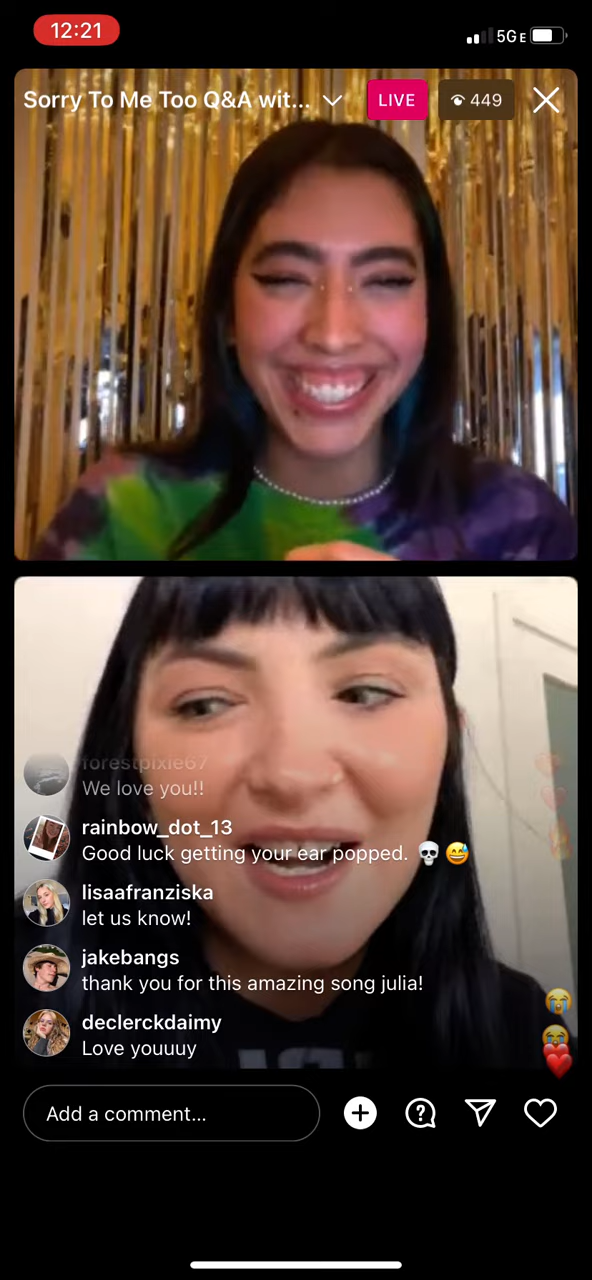 12:21
5G E
Sorry To Me Too Q&A wit...
LIVE
449
forestpixie67
We love you!!
rainbow_dot_13
Good luck getting your ear popped. 💀 😅
lisaafranziska
let us know!
jakebangs
thank you for this amazing song julia!
declerckdaimy
Love youuuy
Add a comment...